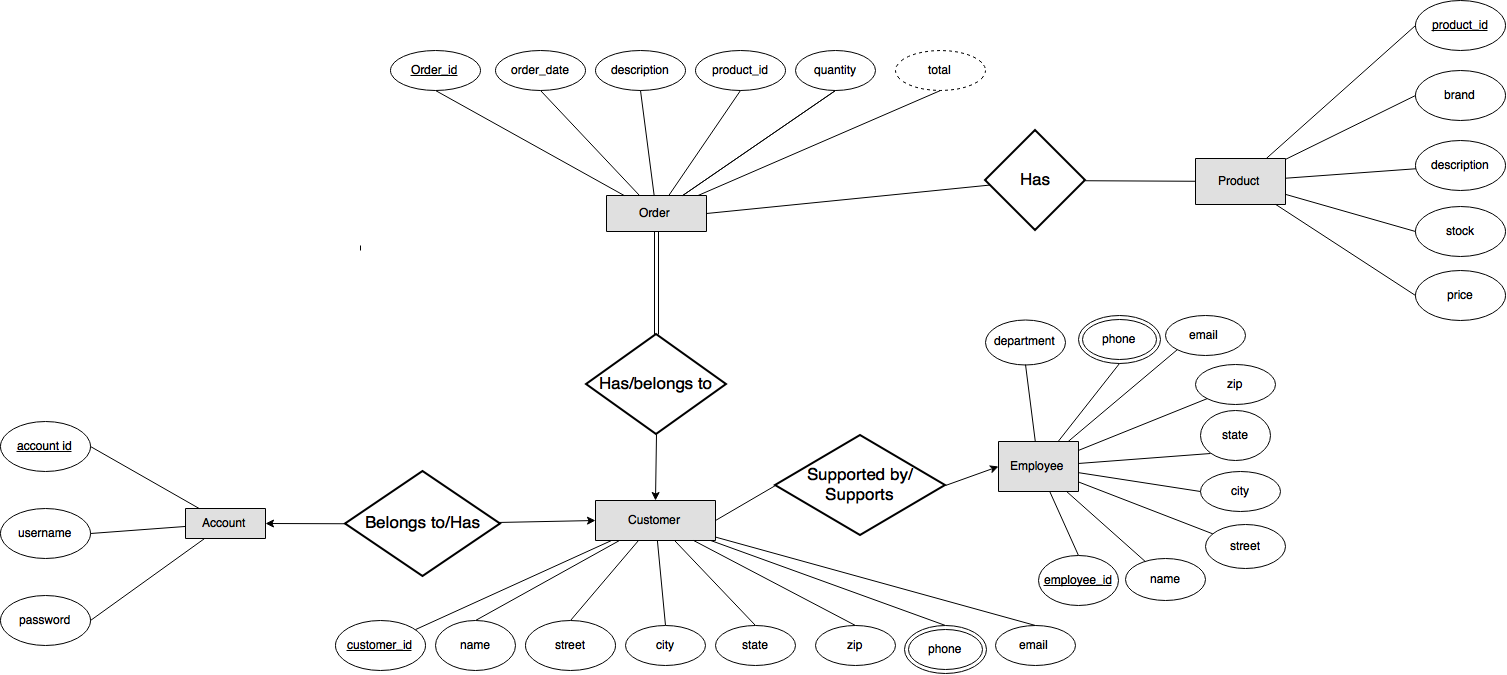 product_id
Order_id
order_date
description
product_id
quantity
total
brand
description
Has
Product
Order
stock
price
department
phone
email
Has/belongs to
zip
state
account id
Employee
Supported by/
Supports
city
username
Account
Belongs to/Has
Customer
street
employee_id
name
password
customer_id
name
street
city
state
zip
phone
email